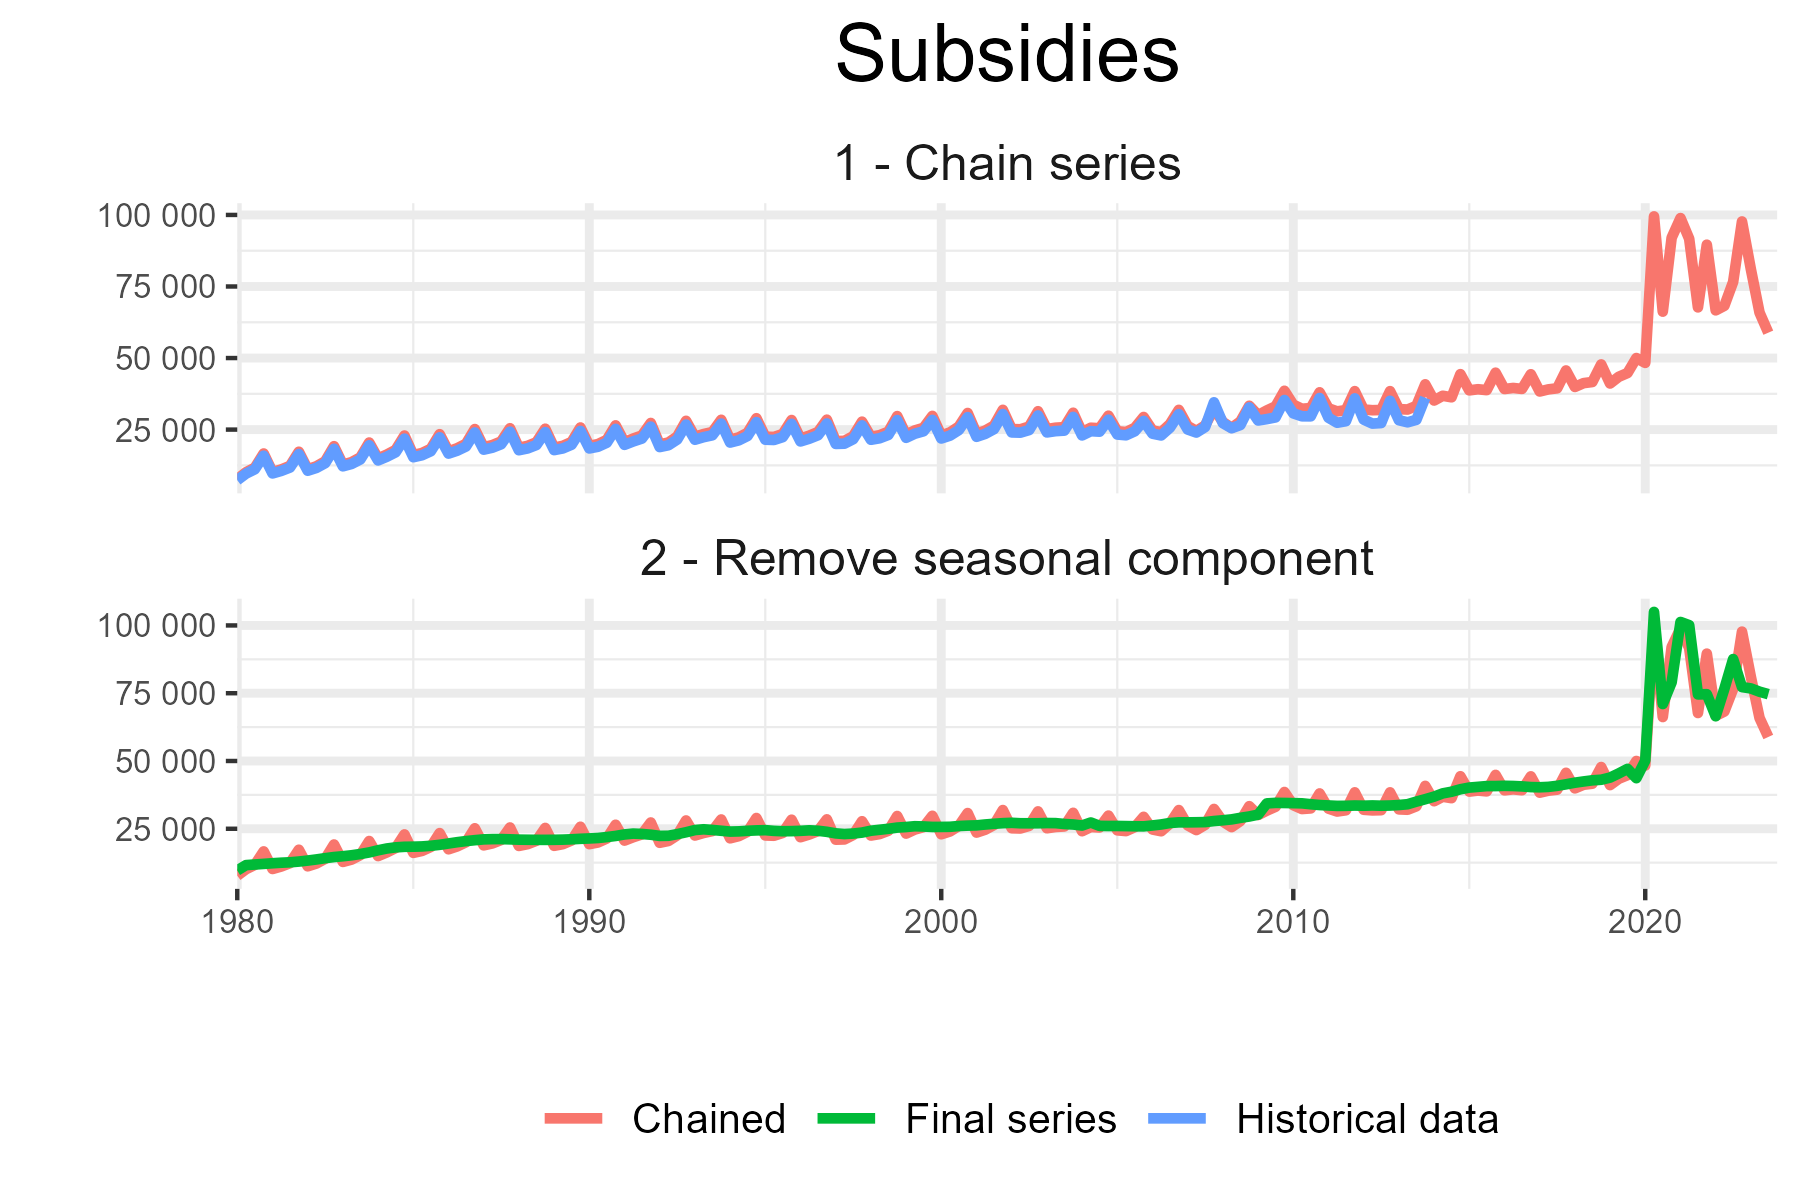 Subsidies
1 - Chain series
100 000
75 000
50 000
25 000
2 - Remove seasonal component
100 000
75 000
50 000
25 000
1980 1990 2000 2010 2020
Chained Final series Historical data